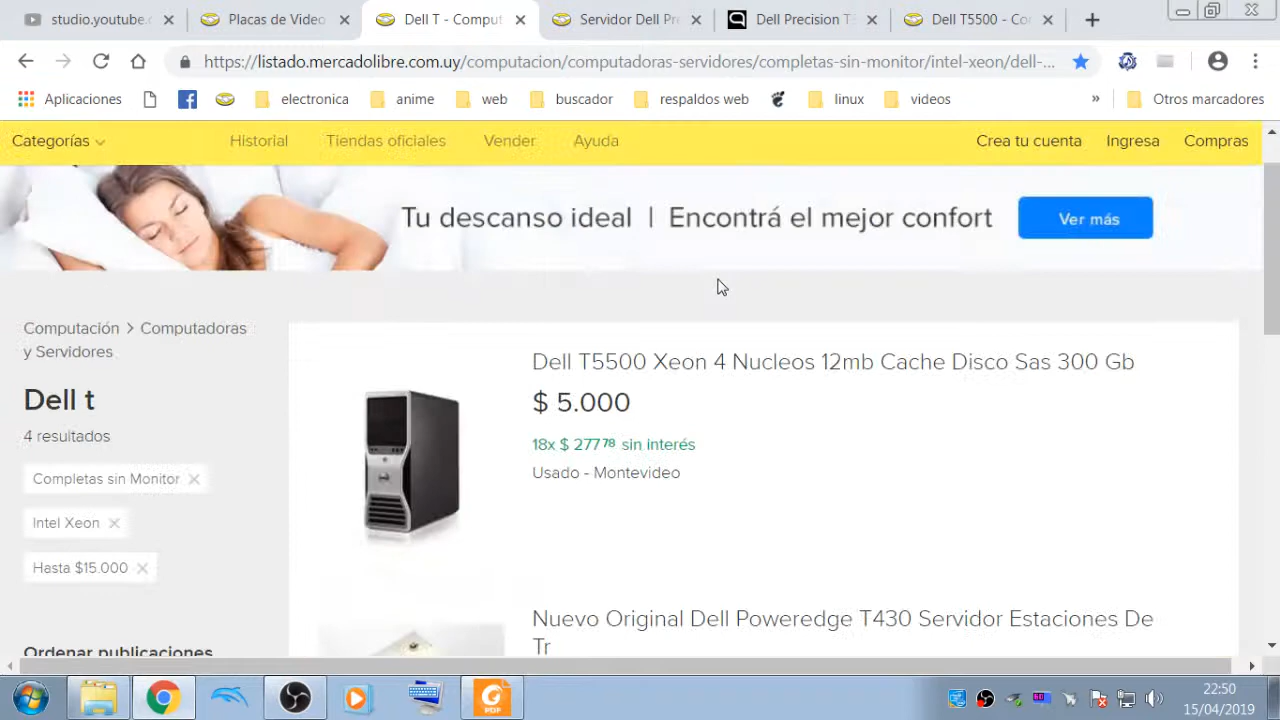 studio.youtube.c
Placas de Video
Dell T - Comput
Servidor Dell Pre
Dell Precision T
Dell T5500 - Co
https://listado.mercadolibre.com.uy/computacion/computadoras-servidores/completas-sin-monitor/intel-xeon/dell-...
Aplicaciones
electronica
anime
web
buscador
respaldos web
linux
videos
»
Otros marcadores
Categorías
Historial
Tiendas oficiales
Vender
Ayuda
Crea tu cuenta
Ingresa
Compras
Tu descanso ideal | Encontrá el mejor confort
Ver más
Computación > Computadoras
y Servidores
Dell t
4 resultados
Completas sin Monitor
Intel Xeon
Hasta $15.000
Ordenar publicaciones
Dell T5500 Xeon 4 Nucleos 12mb Cache Disco Sas 300 Gb
$ 5.000
18x $ 277⁷⁸ sin interés
Usado - Montevideo
Nuevo Original Dell Poweredge T430 Servidor Estaciones De
Tr
PDF
22:50
15/04/2019